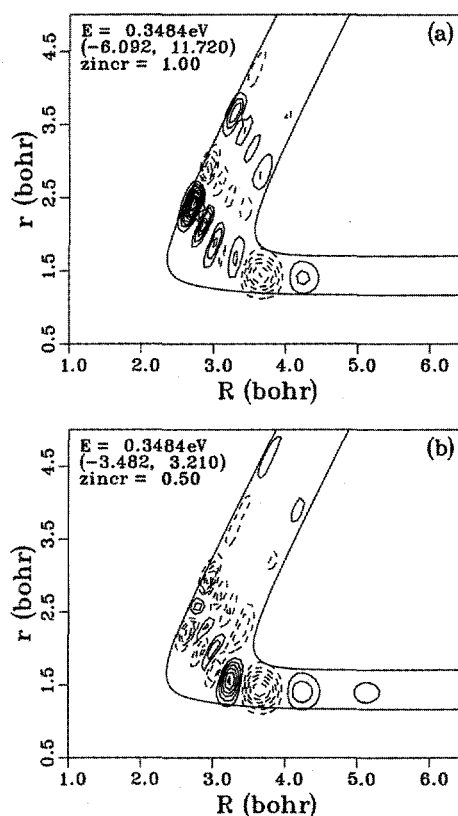 (a)
E = 0.3484eV
(-6.092, 11.720)
zincr = 1.00
r (bohr)
4.5
3.5
2.5
1.5
0.5
1.0 2.0 3.0 4.0 5.0 6.0
R (bohr)
(b)
E = 0.3484eV
(-3.482, 3.210)
zincr = 0.50
r (bohr)
4.5
3.5
2.5
1.5
0.5
1.0 2.0 3.0 4.0 5.0 6.0
R (bohr)